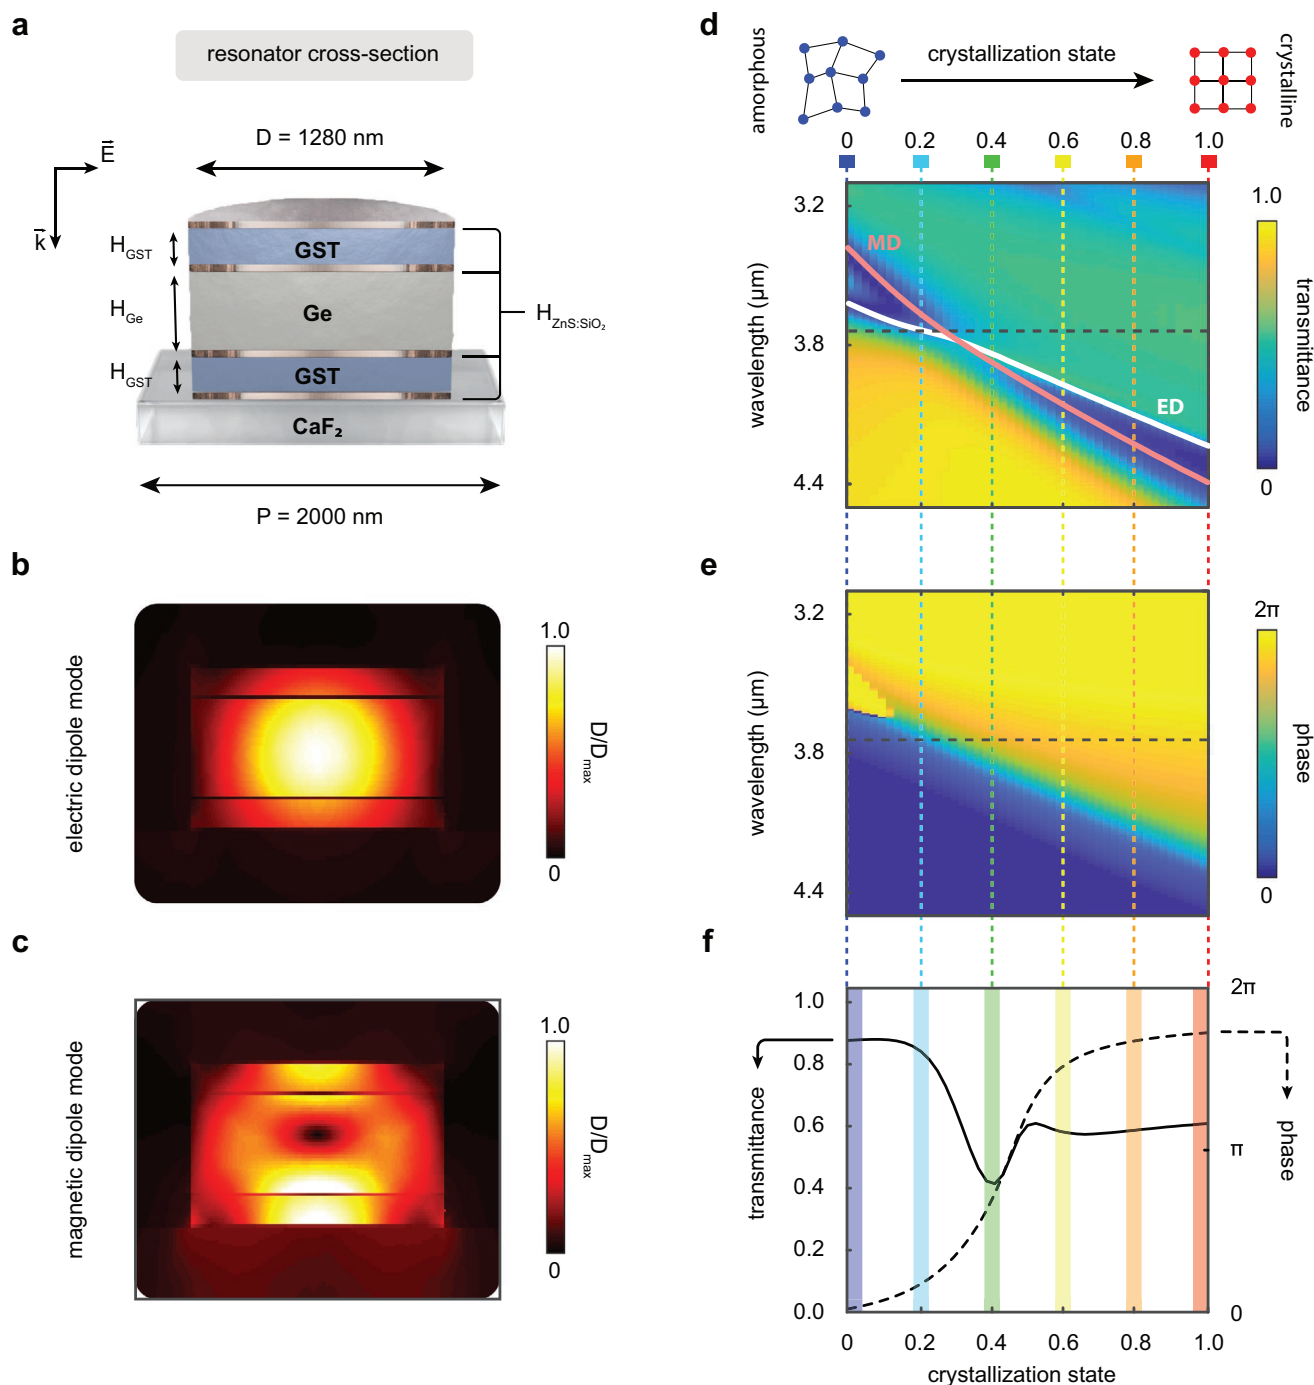 a
resonator cross-section
D = 1280 nm
E
k
H_GST
GST
H_Ge
Ge
H_ZnS:SiO₂
H_GST
GST
CaF₂
P = 2000 nm
b
electric dipole mode
1.0
D/D_max
0
c
magnetic dipole mode
1.0
D/D_max
0
d
amorphous
crystallization state
crystalline
0 0.2 0.4 0.6 0.8 1.0
wavelength (µm)
3.2
3.8
4.4
MD
ED
1.0
transmittance
0
e
wavelength (µm)
3.2
3.8
4.4
2π
phase
0
f
transmittance
1.0
0.8
0.6
0.4
0.2
0.0
2π
π
0
phase
0 0.2 0.4 0.6 0.8 1.0
crystallization state